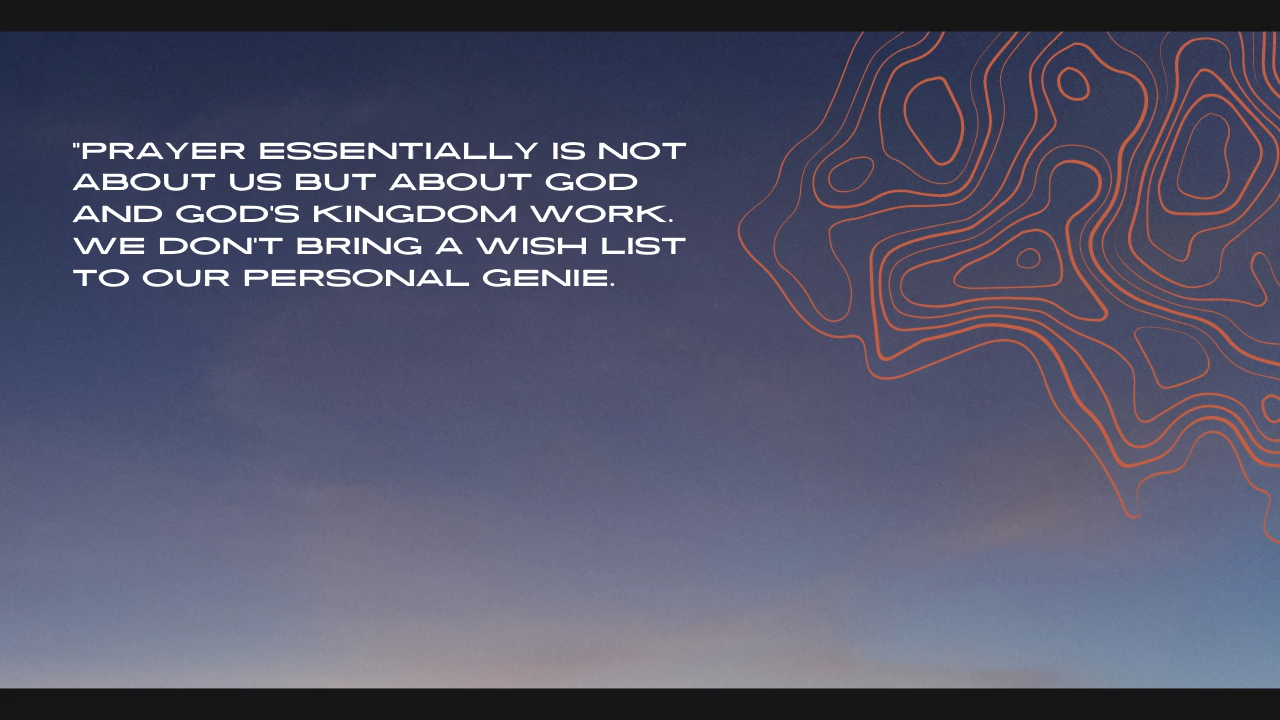 "PRAYER ESSENTIALLY IS NOT
ABOUT US BUT ABOUT GOD
AND GOD'S KINGDOM WORK.
WE DON'T BRING A WISH LIST
TO OUR PERSONAL GENIE.